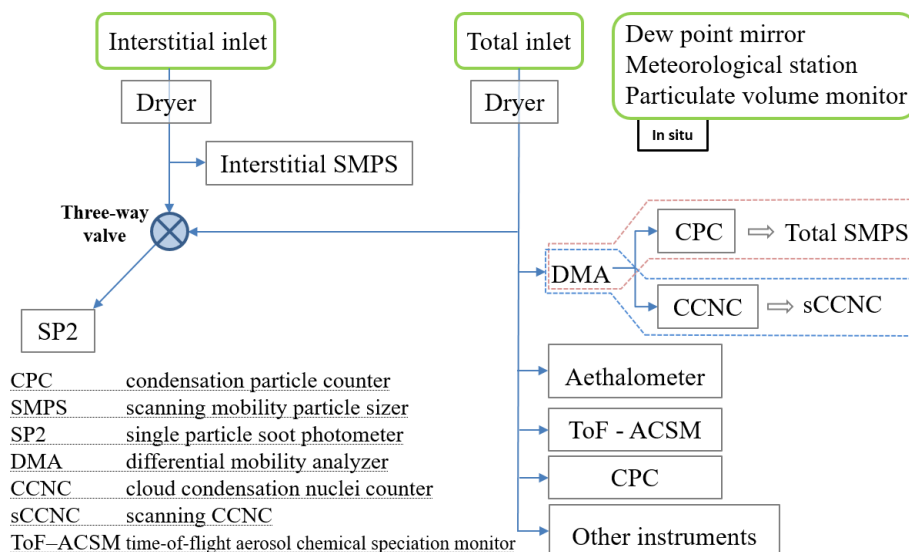 Interstitial inlet
Total inlet
Dew point mirror
Meteorological station
Particulate volume monitor
In situ
Dryer
Dryer
Interstitial SMPS
Three-way
valve
SP2
DMA
CPC
Total SMPS
CCNC
sCCNC
Aethalometer
ToF - ACSM
CPC
Other instruments
CPC condensation particle counter
SMPS scanning mobility particle sizer
SP2 single particle soot photometer
DMA differential mobility analyzer
CCNC cloud condensation nuclei counter
sCCNC scanning CCNC
ToF–ACSM time-of-flight aerosol chemical speciation monitor